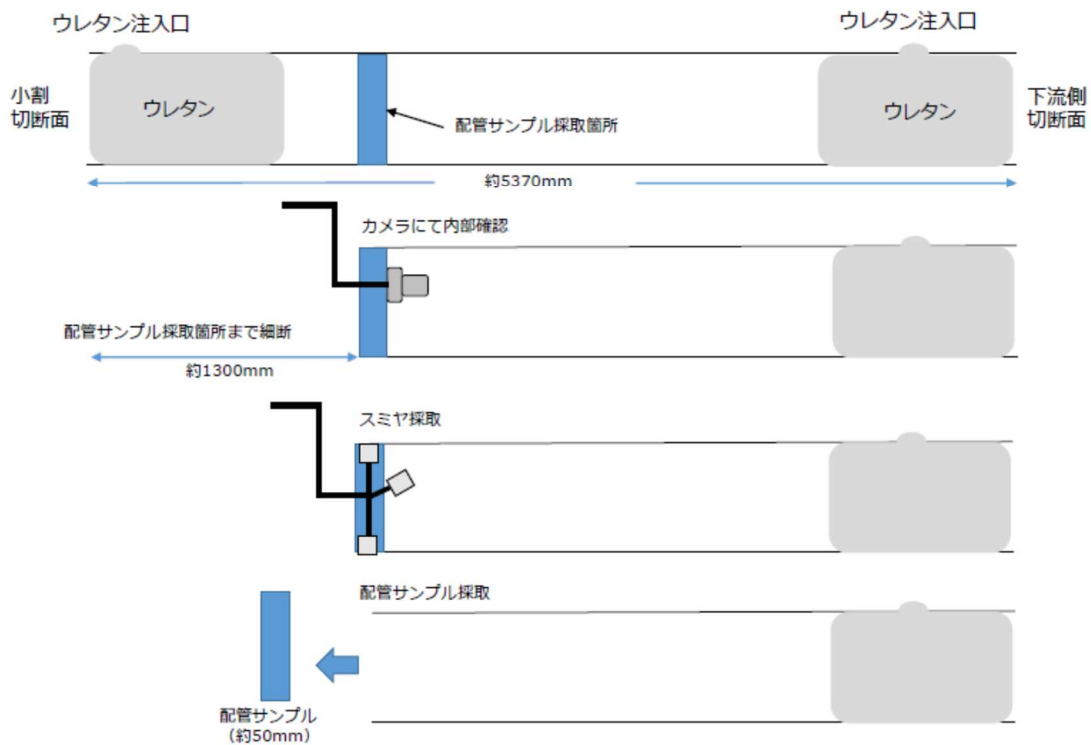 ウレタン注入口
ウレタン注入口
小割
切断面
ウレタン
配管サンプル採取箇所
ウレタン
下流側
切断面
約5370mm
カメラにて内部確認
配管サンプル採取箇所まで細断
約1300mm
スミヤ採取
配管サンプル採取
配管サンプル
（約50mm）